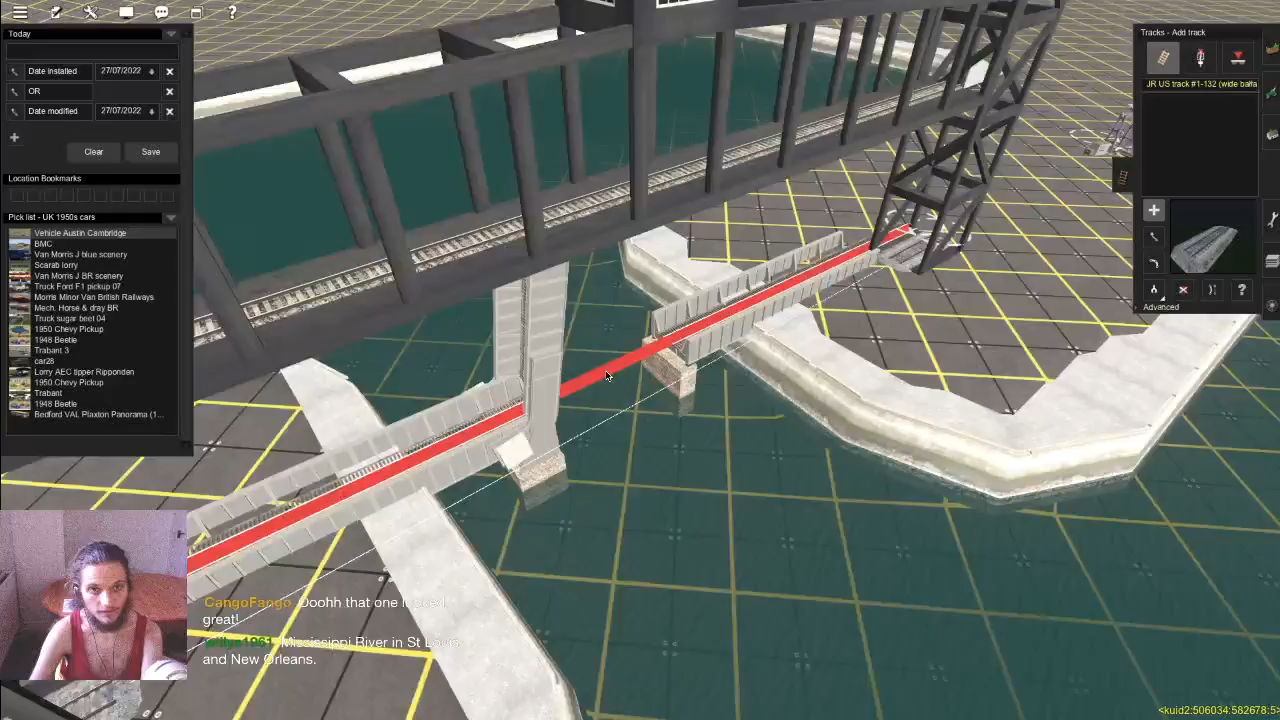 Today
Date installed 27/07/2022
OR
Date modified 27/07/2022
Clear Save
Location Bookmarks
Pick list - UK 1950s cars
Vehicle Austin Cambridge
BMC
Van Morris J blue scenery
Scarab lorry
Van Morris J BR scenery
Truck Ford F1 pickup 07
Morris Minor Van British Railways
Mech. Horse & dray BR
Truck sugar beet 04
1950 Chevy Pickup
1948 Beetle
Trabant 3
car28
Lorry AEC tipper Ripponden
1950 Chevy Pickup
Trabant
1948 Beetle
Bedford VAL Plaxton Panorama (1...
Tracks - Add track
JR US track #1-132 (wide balla
Advanced
CangoFango Ooohh that one looked
great!
willys1961 Mississippi River in St Louis
and New Orleans.
<kuid2:506034:582678:5>